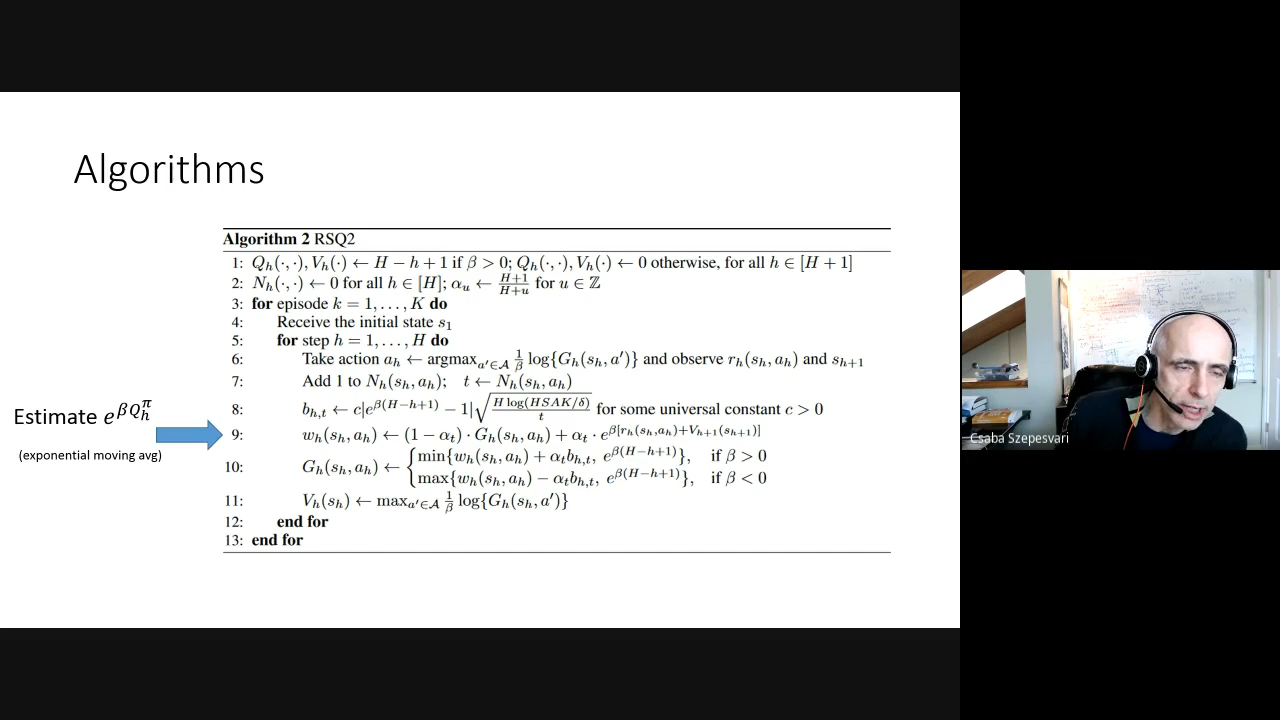 Algorithms
Algorithm 2 RSQ2
1: Q_h(·,·), V_h(·) ← H − h + 1 if β > 0; Q_h(·,·), V_h(·) ← 0 otherwise, for all h ∈ [H + 1]
2: N_h(·,·) ← 0 for all h ∈ [H]; α_u ← (H+1)/(H+u) for u ∈ ℤ
3: for episode k = 1, . . . , K do
4: Receive the initial state s_1
5: for step h = 1, . . . , H do
6: Take action a_h ← argmax_{a'∈𝒜} 1/β log{G_h(s_h, a')} and observe r_h(s_h, a_h) and s_{h+1}
7: Add 1 to N_h(s_h, a_h); t ← N_h(s_h, a_h)
8: b_{h,t} ← c|e^{β(H−h+1)} − 1|√(H log(HSAK/δ)/t) for some universal constant c > 0
Estimate e^{βQ_h^π}
(exponential moving avg)
9: w_h(s_h, a_h) ← (1 − α_t) · G_h(s_h, a_h) + α_t · e^{β[r_h(s_h,a_h)+V_{h+1}(s_{h+1})]}
10: G_h(s_h, a_h) ← { min{w_h(s_h, a_h) + α_t b_{h,t}, e^{β(H−h+1)}}, if β > 0
max{w_h(s_h, a_h) − α_t b_{h,t}, e^{β(H−h+1)}}, if β < 0
11: V_h(s_h) ← max_{a'∈𝒜} 1/β log{G_h(s_h, a')}
12: end for
13: end for
Csaba Szepesvari